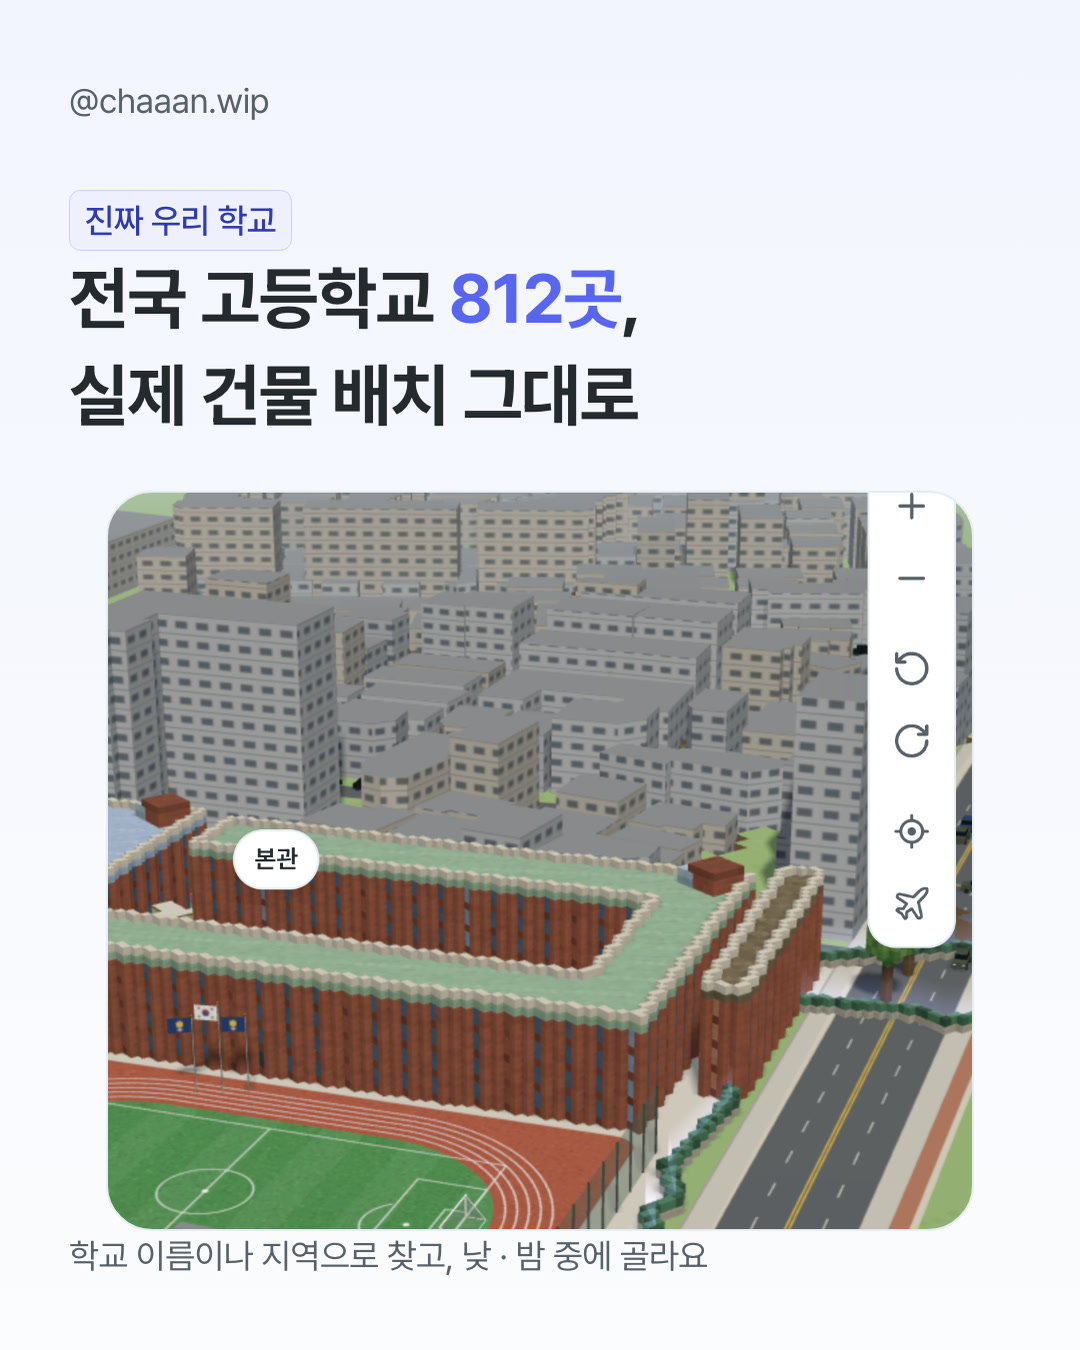 @chaaan.wip
진짜 우리 학교
전국 고등학교 812곳,
실제 건물 배치 그대로
본관
학교 이름이나 지역으로 찾고, 낮 · 밤 중에 골라요